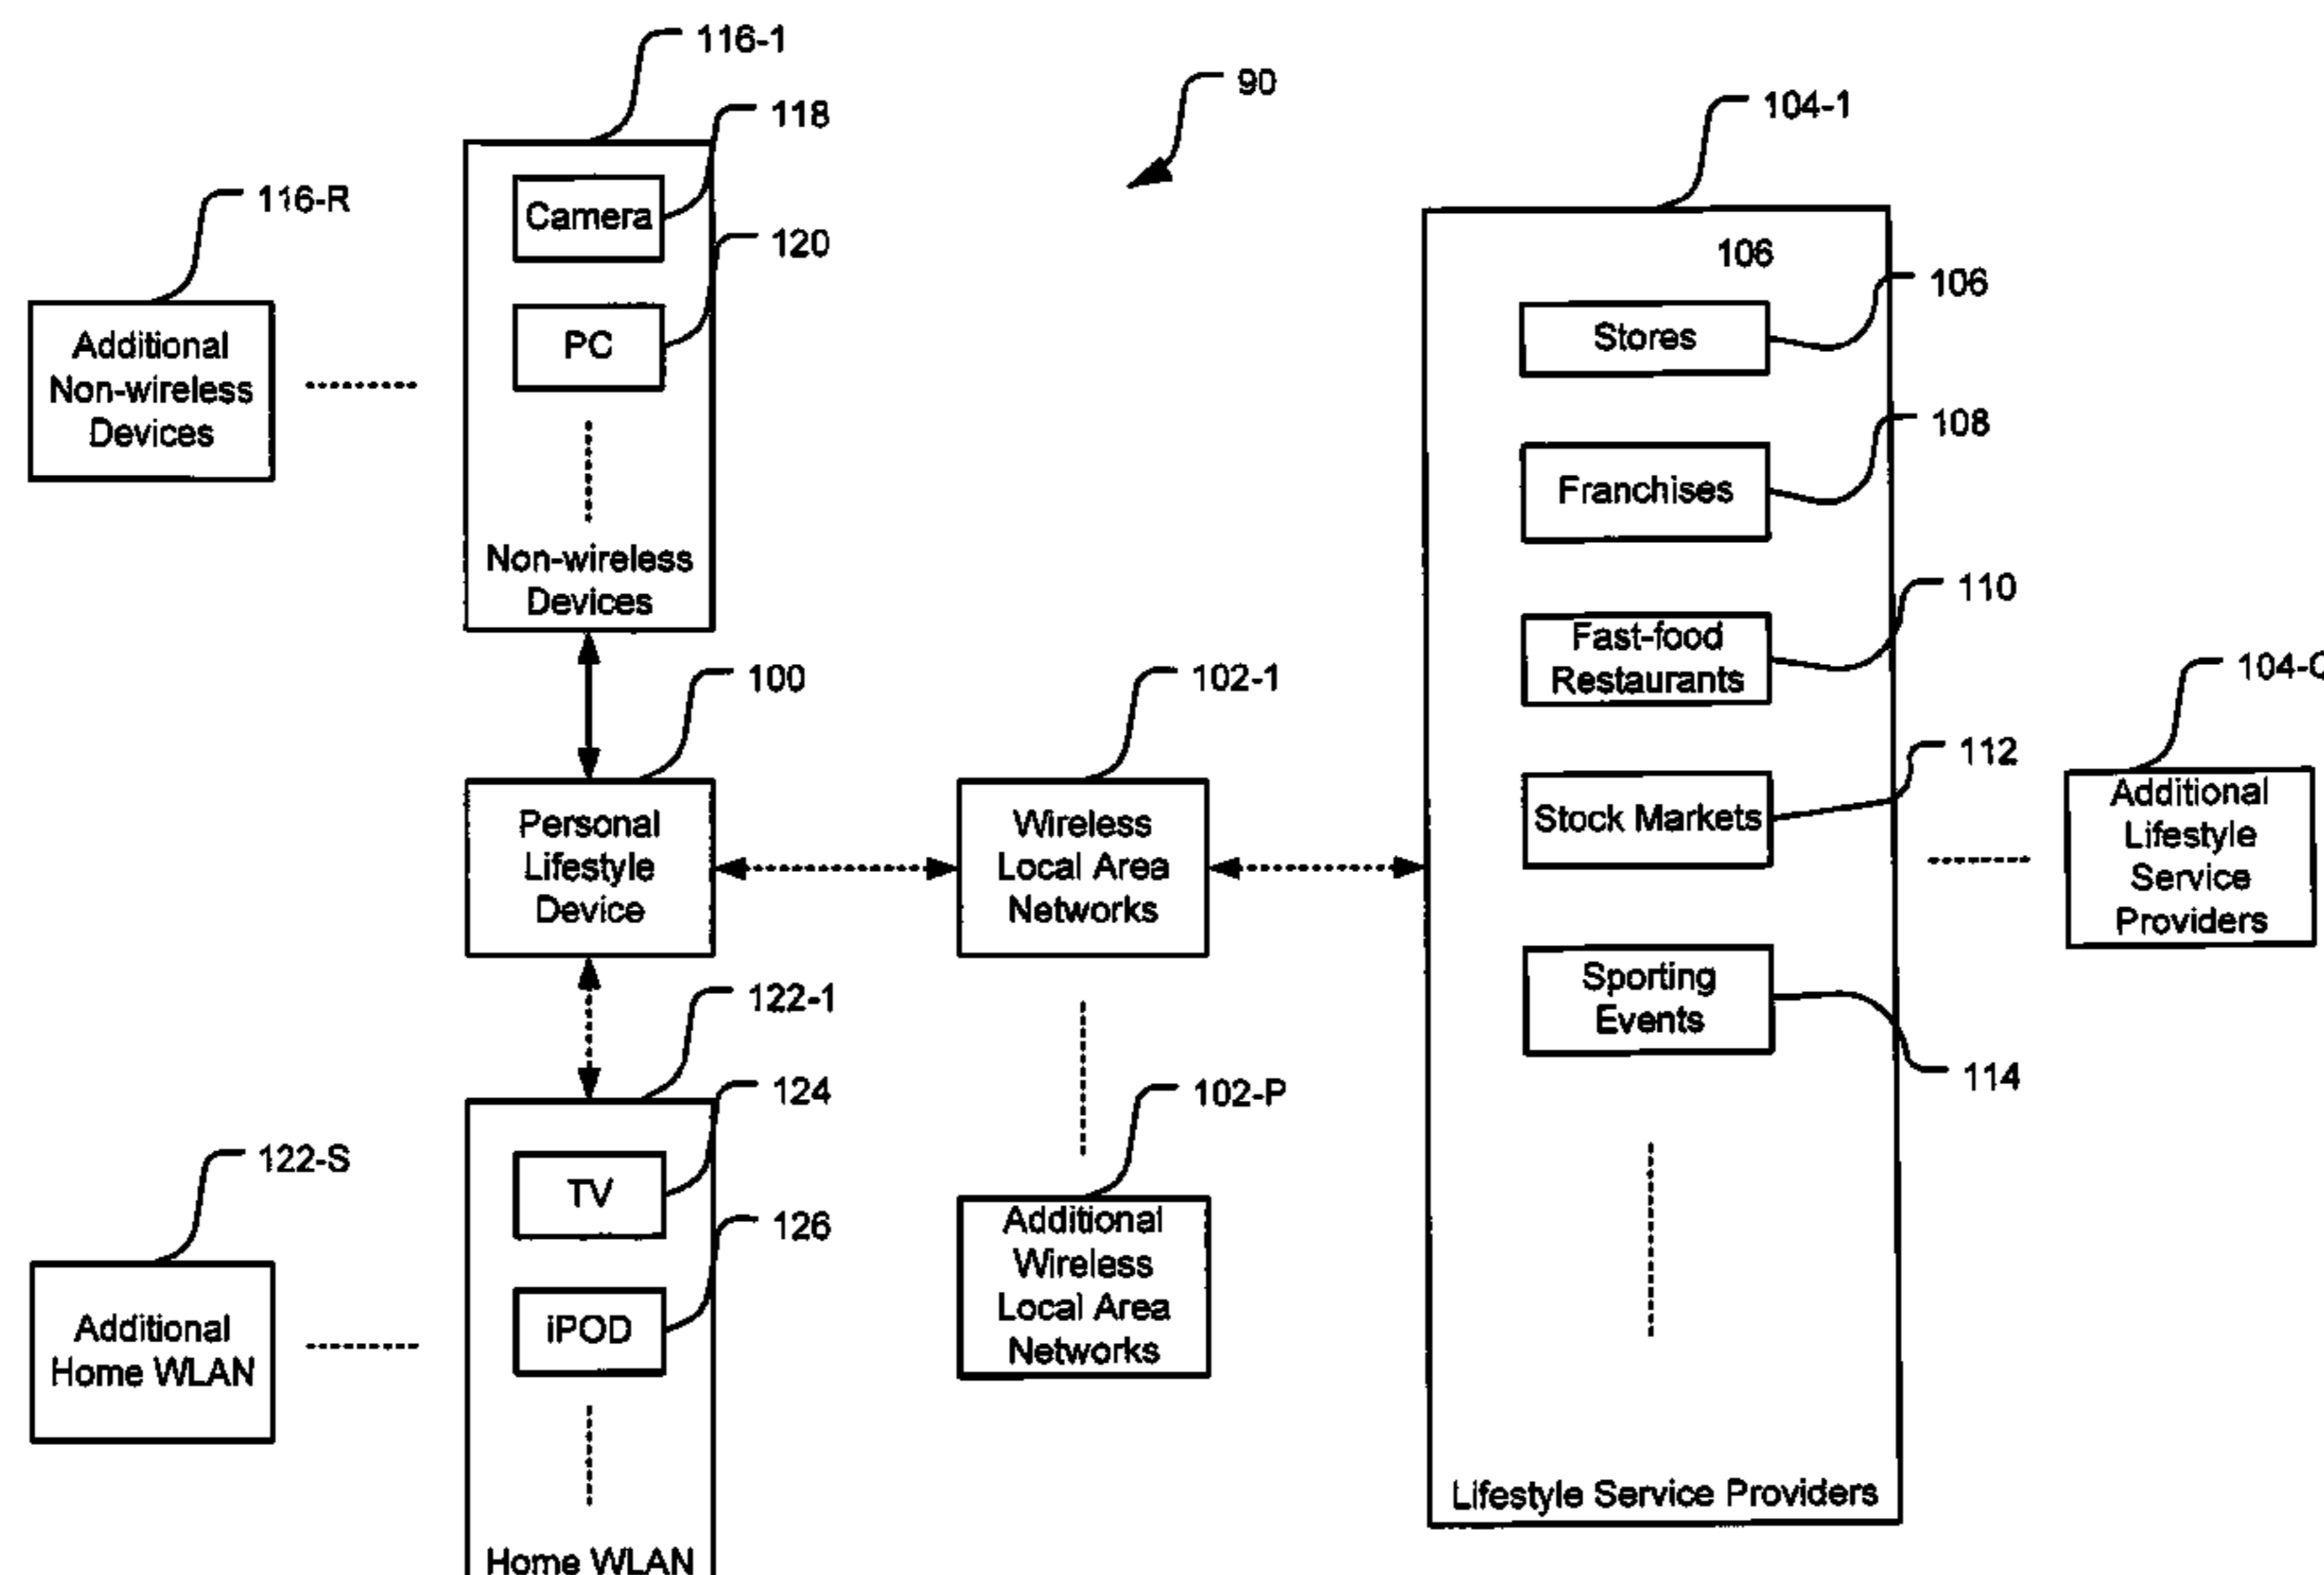 116-1
90
118
104-1
116-R
Camera
106
120
106
Additional
Non-wireless
Devices
PC
Stores
108
Franchises
Non-wireless
Devices
110
Fast-food
Restaurants
100
102-1
104-Q
112
Personal
Lifestyle
Device
Wireless
Local Area
Networks
Stock Markets
Additional
Lifestyle
Service
Providers
122-1
Sporting
Events
114
124
102-P
122-S
TV
126
Additional
Wireless
Local Area
Networks
Additional
Home WLAN
iPOD
Lifestyle Service Providers
Home WLAN